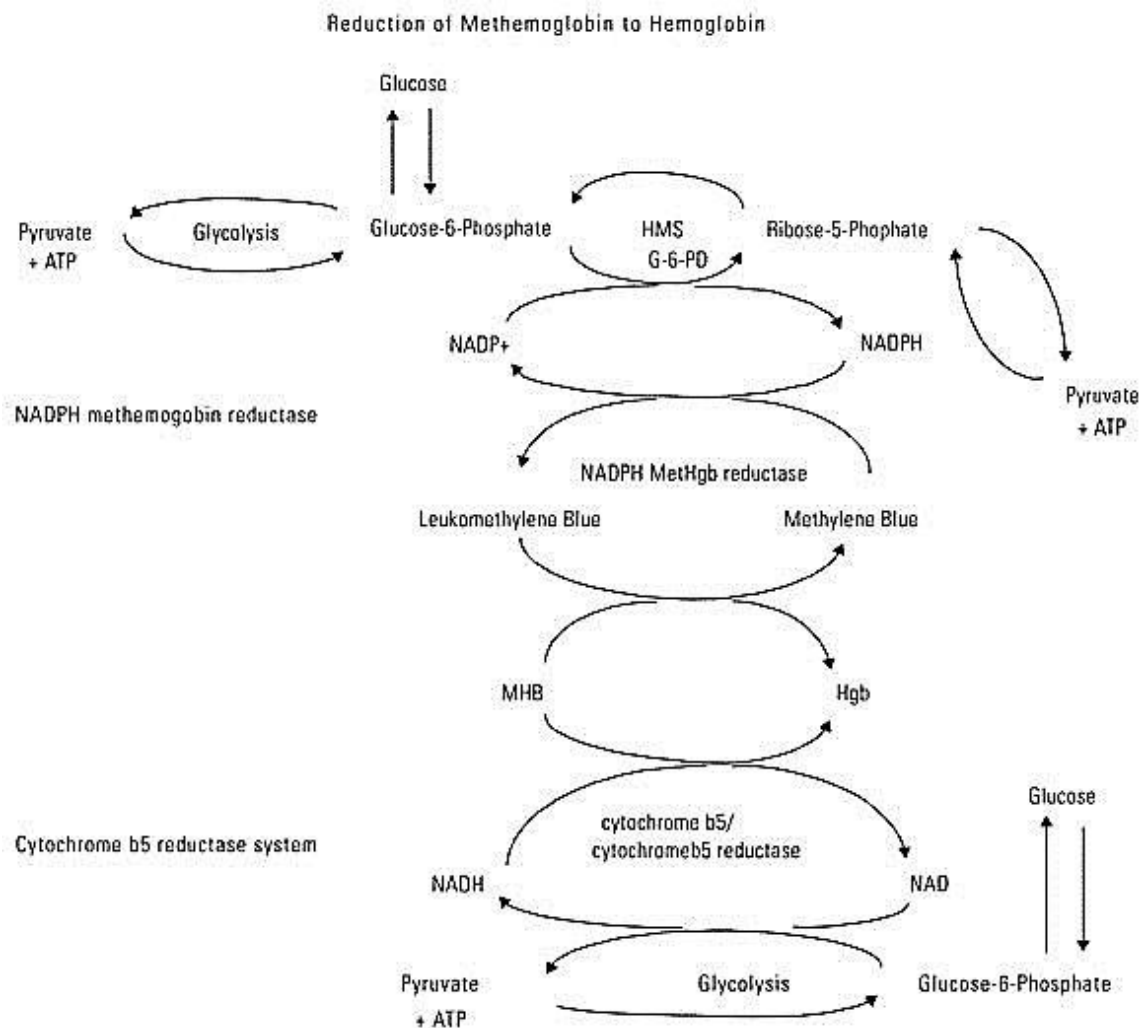 Reduction of Methemoglobin to Hemoglobin
Glucose
Pyruvate
+ ATP
Glycolysis
Glucose-6-Phosphate
HMS
G-6-PD
Ribose-5-Phophate
NADP+
NADPH
Pyruvate
+ ATP
NADPH methemogobin reductase
NADPH MetHgb reductase
Leukomethylene Blue
Methylene Blue
MHB
Hgb
Glucose
cytochrome b5/
cytochromeb5 reductase
Cytochrome b5 reductase system
NADH
NAD
Pyruvate
+ ATP
Glycolysis
Glucose-6-Phosphate